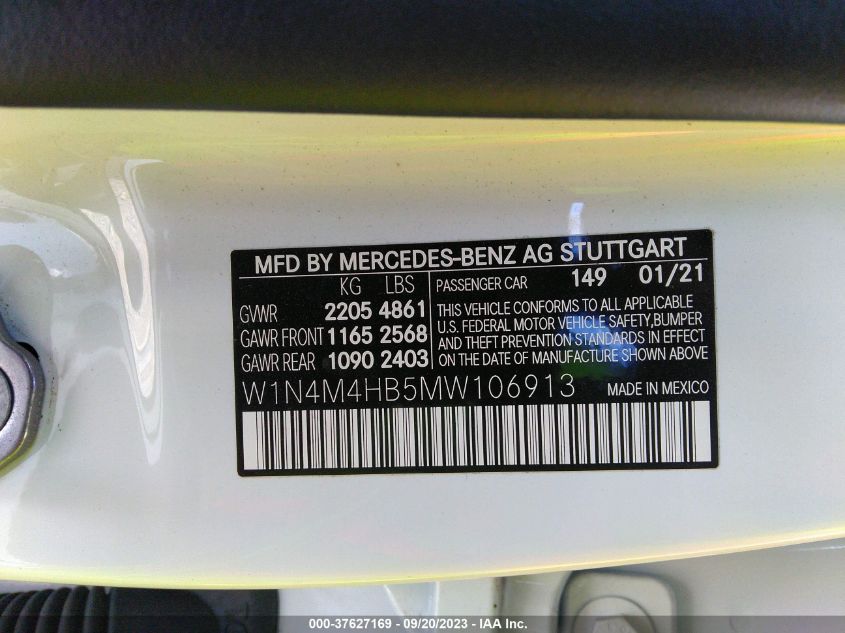 MFD BY MERCEDES-BENZ AG STUTTGART
KG LBS
GVWR 2205 4861
GAWR FRONT 1165 2568
GAWR REAR 1090 2403
PASSENGER CAR 149 01/21
THIS VEHICLE CONFORMS TO ALL APPLICABLE
U.S. FEDERAL MOTOR VEHICLE SAFETY,BUMPER
AND THEFT PREVENTION STANDARDS IN EFFECT
ON THE DATE OF MANUFACTURE SHOWN ABOVE
W1N4M4HB5MW106913 MADE IN MEXICO
000-37627169 - 09/20/2023 - IAA Inc.